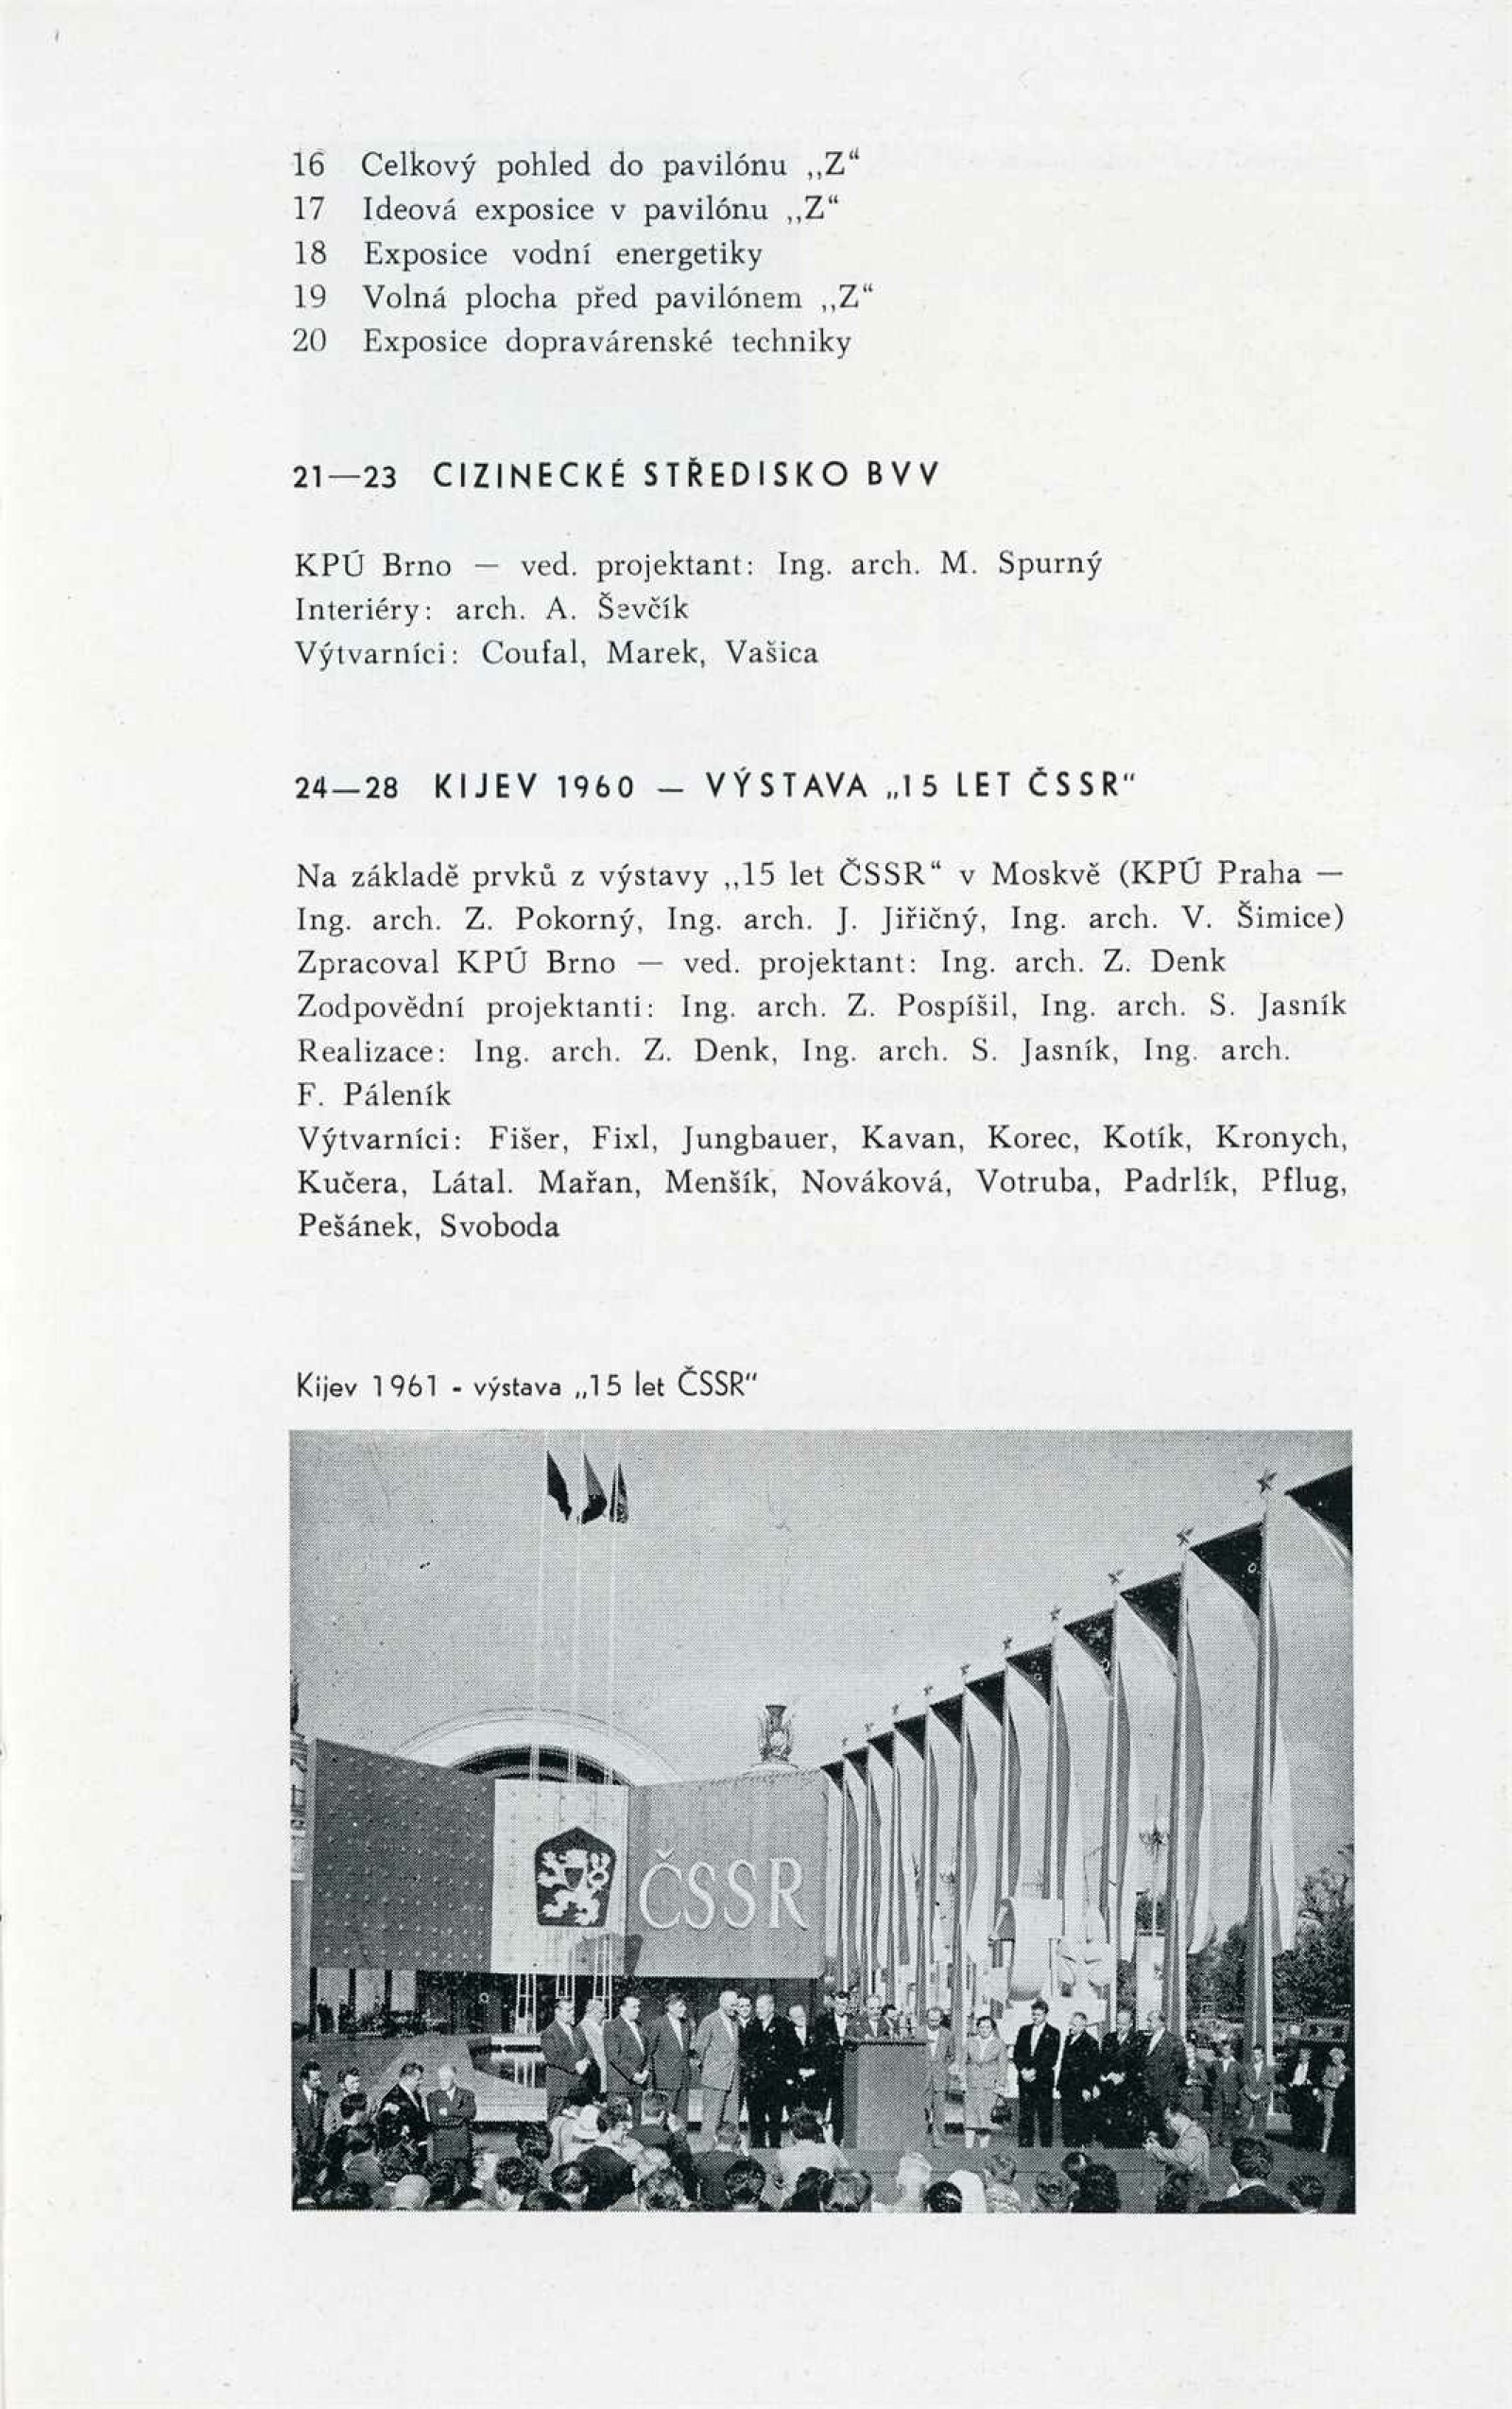 16 Celkový pohled do pavilónu „Z“
17 Ideová exposice v pavilónu „Z“
18 Exposice vodní energetiky
19 Volná plocha před pavilónem „Z“
20 Exposice dopravárenské techniky
21—23 CIZINECKÉ STŘEDISKO BVV
KPÚ Brno — ved. projektant: Ing. arch. M. Spurný
Interiéry: arch. A. Ševčík
Výtvarníci: Coufal, Marek, Vašica
24—28 KIJEV 1960 — VÝSTAVA „15 LET ČSSR“
Na základě prvků z výstavy „15 let ČSSR“ v Moskvě (KPÚ Praha —
Ing. arch. Z. Pokorný, Ing. arch. J. Jiřičný, Ing. arch. V. Šimice)
Zpracoval KPÚ Brno — ved. projektant: Ing. arch. Z. Denk
Zodpovědní projektanti: Ing. arch. Z. Pospíšil, Ing. arch. S. Jasník
Realizace: Ing. arch. Z. Denk, Ing. arch. S. Jasník, Ing. arch.
F. Páleník
Výtvarníci: Fišer, Fixl, Jungbauer, Kavan, Korec, Kotík, Kronych,
Kučera, Látal. Mařan, Menšík, Nováková, Votruba, Padrlík, Pflug,
Pešánek, Svoboda
Kijev 1961 - výstava „15 let ČSSR“
ČSSR